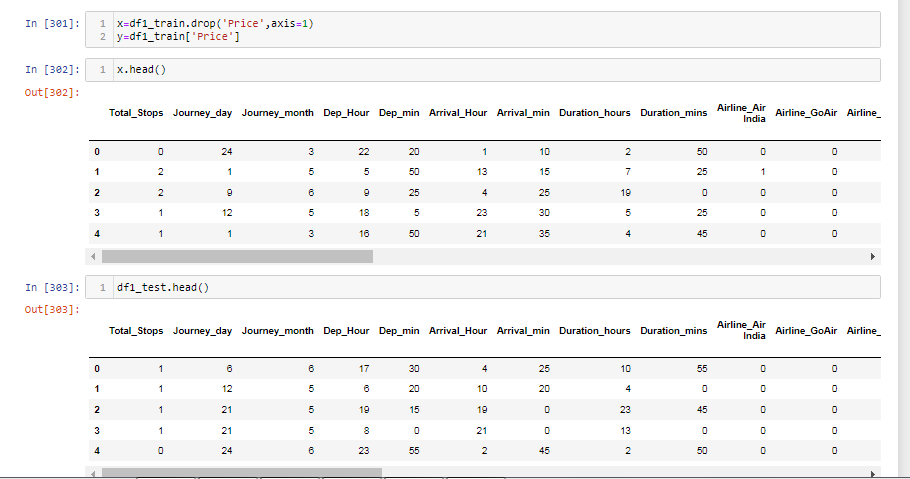 In [301]:
1 x=df1_train.drop('Price',axis=1)
2 y=df1_train['Price']
In [302]:
1 x.head()
Out[302]:
Total_Stops Journey_day Journey_month Dep_Hour Dep_min Arrival_Hour Arrival_min Duration_hours Duration_mins Airline_Air India Airline_GoAir Airline_
0 0 24 3 22 20 1 10 2 50 0 0
1 2 1 5 5 50 13 15 7 25 1 0
2 2 9 6 9 25 4 25 19 0 0 0
3 1 12 5 18 5 23 30 5 25 0 0
4 1 1 3 16 50 21 35 4 45 0 0
In [303]:
1 df1_test.head()
Out[303]:
Total_Stops Journey_day Journey_month Dep_Hour Dep_min Arrival_Hour Arrival_min Duration_hours Duration_mins Airline_Air India Airline_GoAir Airline_
0 1 6 6 17 30 4 25 10 55 0 0
1 1 12 5 6 20 10 20 4 0 0 0
2 1 21 5 19 15 19 0 23 45 0 0
3 1 21 5 8 0 21 0 13 0 0 0
4 0 24 6 23 55 2 45 2 50 0 0